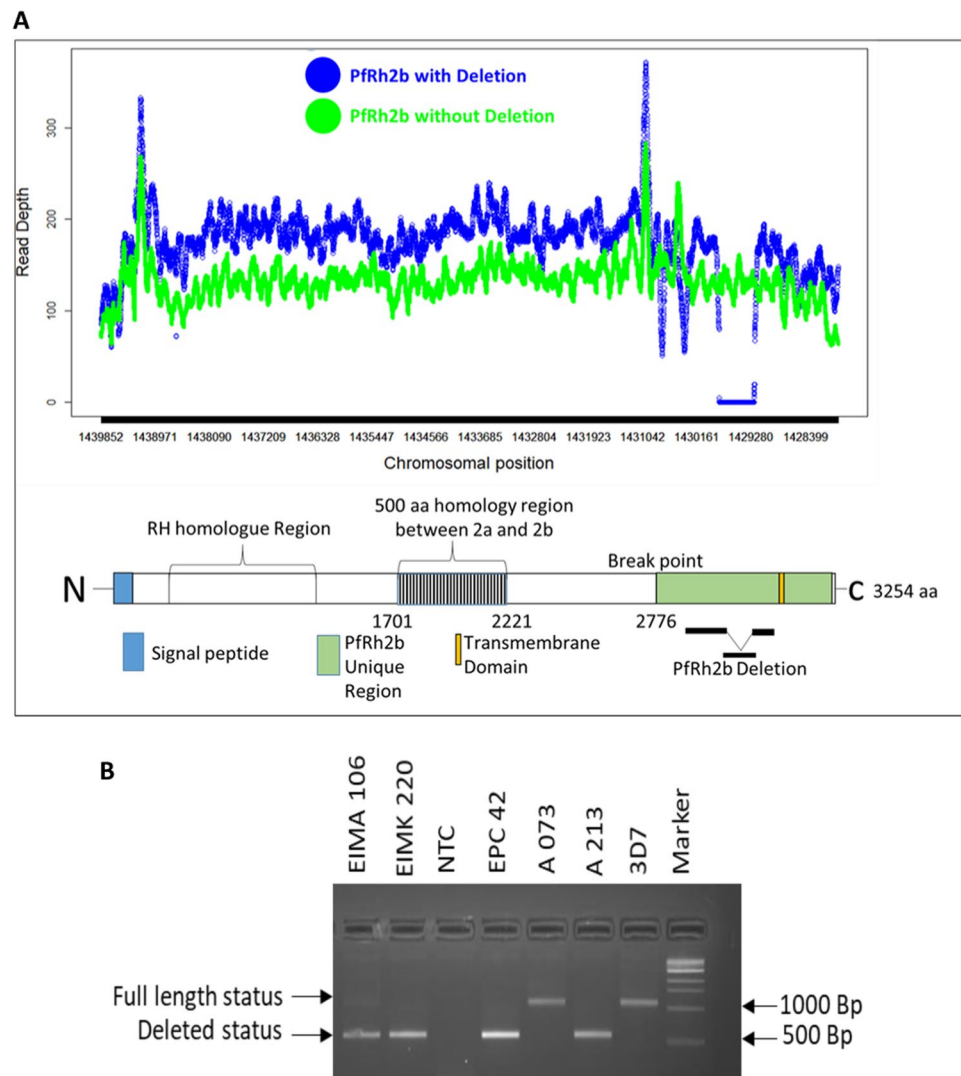 A
PfRh2b with Deletion
PfRh2b without Deletion
300
200
100
0
Read Depth
1439852 1438971 1438090 1437209 1436328 1435447 1434566 1433685 1432804 1431923 1431042 1430161 1429280 1428399
Chromosomal position
500 aa homology region
between 2a and 2b
RH homologue Region
Break point
N
C 3254 aa
1701 2221 2776
Signal peptide
PfRh2b
Unique
Region
Transmembrane
Domain
PfRh2b Deletion
B
EIMA 106
EIMK 220
NTC
EPC 42
A 073
A 213
3D7
Marker
Full length status
Deleted status
1000 Bp
500 Bp